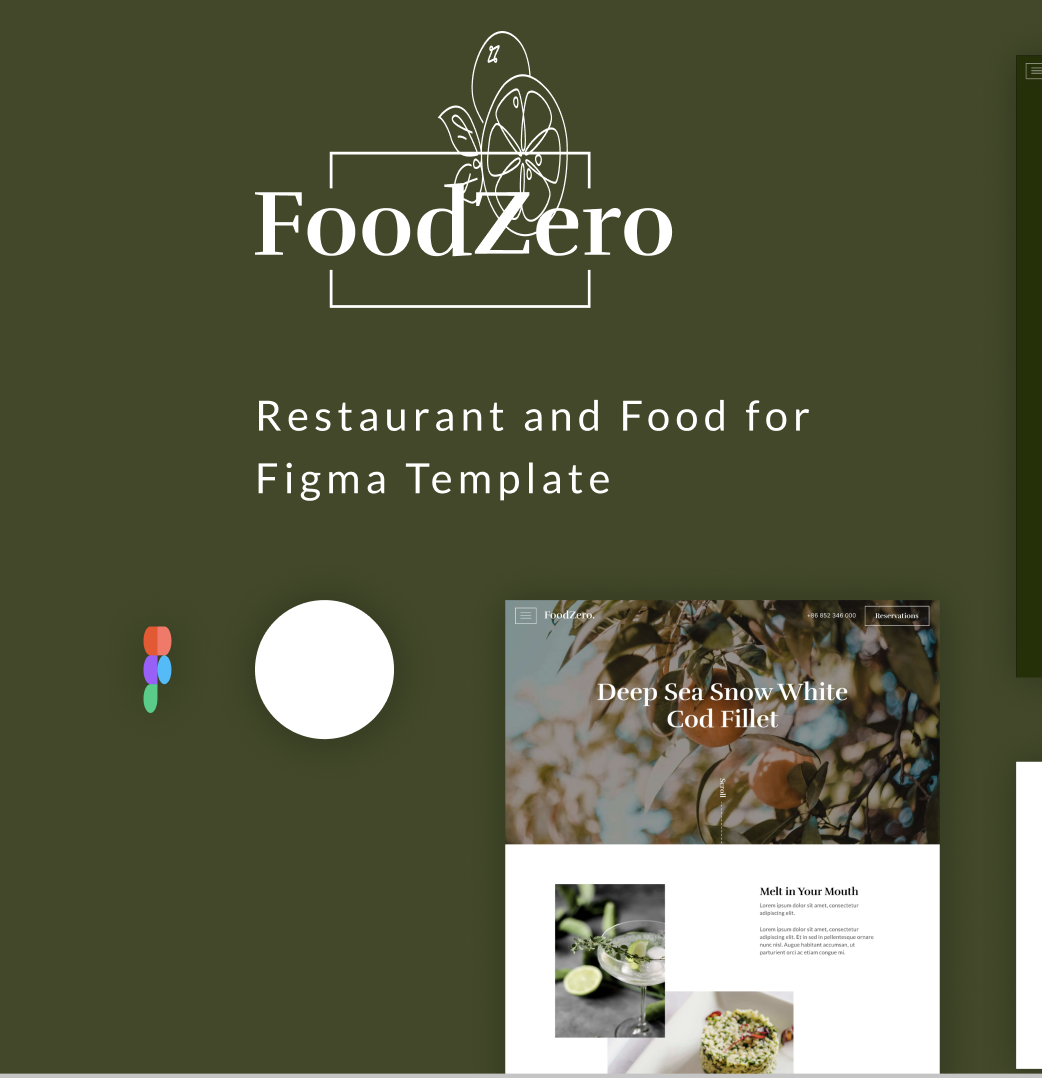 FoodZero
Restaurant and Food for
Figma Template
FoodZero.
+86 852 346 000
Reservations
Deep Sea Snow White
Cod Fillet
Scroll
Melt in Your Mouth
Lorem ipsum dolor sit amet, consectetur
adipiscing elit.
Lorem ipsum dolor sit amet, consectetur
adipiscing elit. Et in sed in pellentesque ornare
nunc nisl. Augue habitant accumsan, ut
parturient orci ac etiam congue mi.